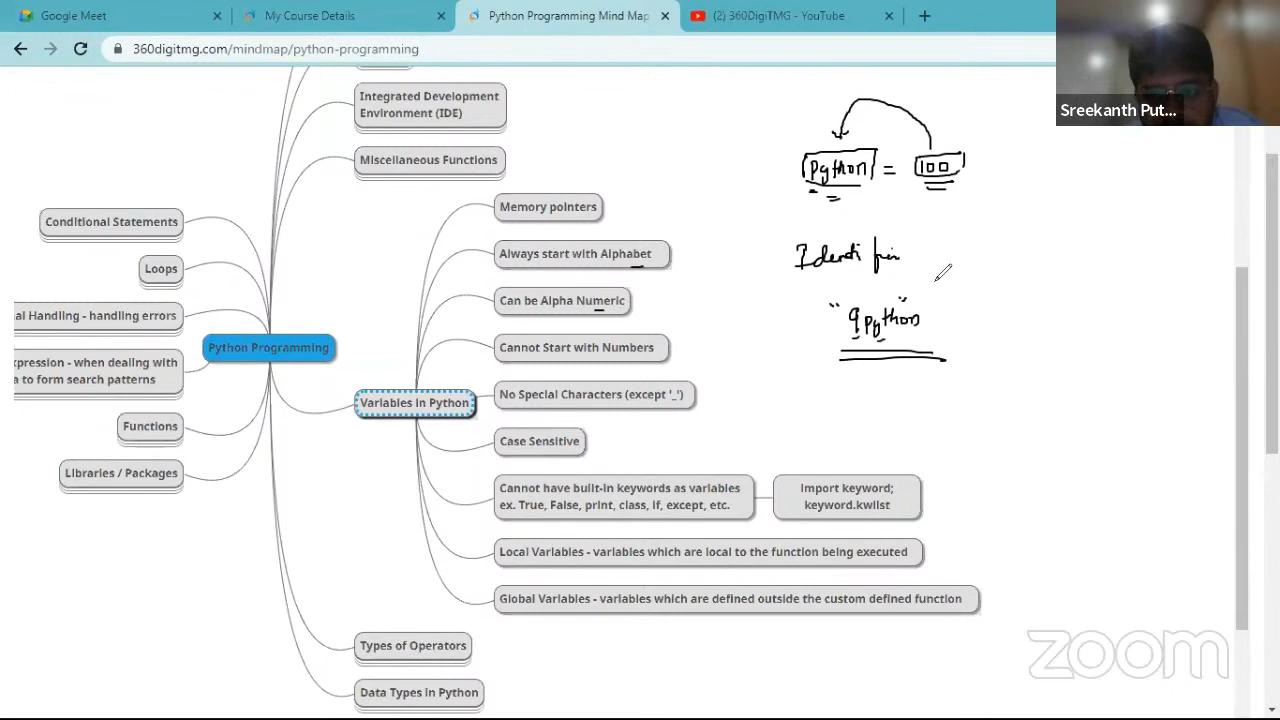 Google Meet
My Course Details
Python Programming Mind Map
(2) 360DigiTMG - YouTube
360digitmg.com/mindmap/python-programming
Sreekanth Put...
Integrated Development
Environment (IDE)
Miscellaneous Functions
Conditional Statements
Loops
al Handling - handling errors
xpression - when dealing with
a to form search patterns
Functions
Libraries / Packages
Python Programming
Variables in Python
Memory pointers
Always start with Alphabet
Can be Alpha Numeric
Cannot Start with Numbers
No Special Characters (except '_')
Case Sensitive
Cannot have built-in keywords as variables
ex. True, False, print, class, if, except, etc.
Import keyword;
keyword.kwlist
Local Variables - variables which are local to the function being executed
Global Variables - variables which are defined outside the custom defined function
Types of Operators
Data Types in Python
python = 100
"9python"
zoom